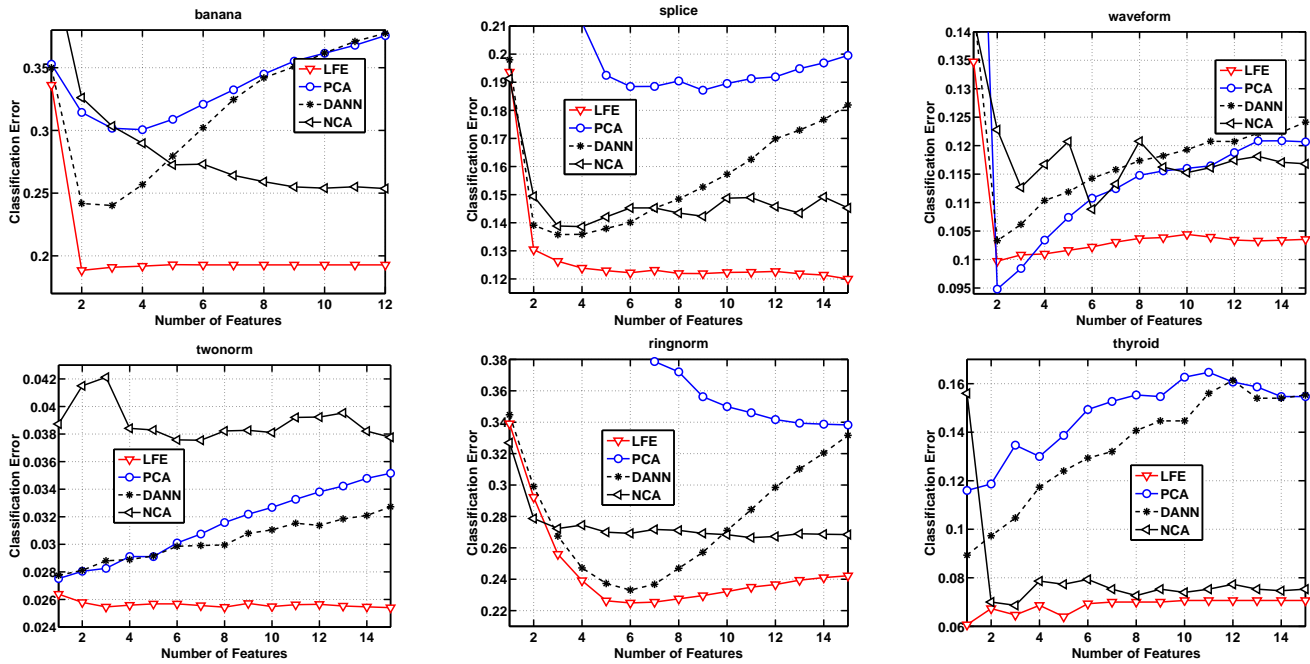 banana
Classification Error
0.35
0.3
0.25
0.2
2 4 6 8 10 12
Number of Features
LFE
PCA
DANN
NCA
splice
Classification Error
0.21
0.2
0.19
0.18
0.17
0.16
0.15
0.14
0.13
0.12
2 4 6 8 10 12 14
Number of Features
LFE
PCA
DANN
NCA
waveform
Classification Error
0.14
0.135
0.13
0.125
0.12
0.115
0.11
0.105
0.1
0.095
2 4 6 8 10 12 14
Number of Features
LFE
PCA
DANN
NCA
twonorm
Classification Error
0.042
0.04
0.038
0.036
0.034
0.032
0.03
0.028
0.026
0.024
2 4 6 8 10 12 14
Number of Features
LFE
PCA
DANN
NCA
ringnorm
Classification Error
0.38
0.36
0.34
0.32
0.3
0.28
0.26
0.24
0.22
2 4 6 8 10 12 14
Number of Features
LFE
PCA
DANN
NCA
thyroid
Classification Error
0.16
0.14
0.12
0.1
0.08
0.06
2 4 6 8 10 12 14
Number of Features
LFE
PCA
DANN
NCA